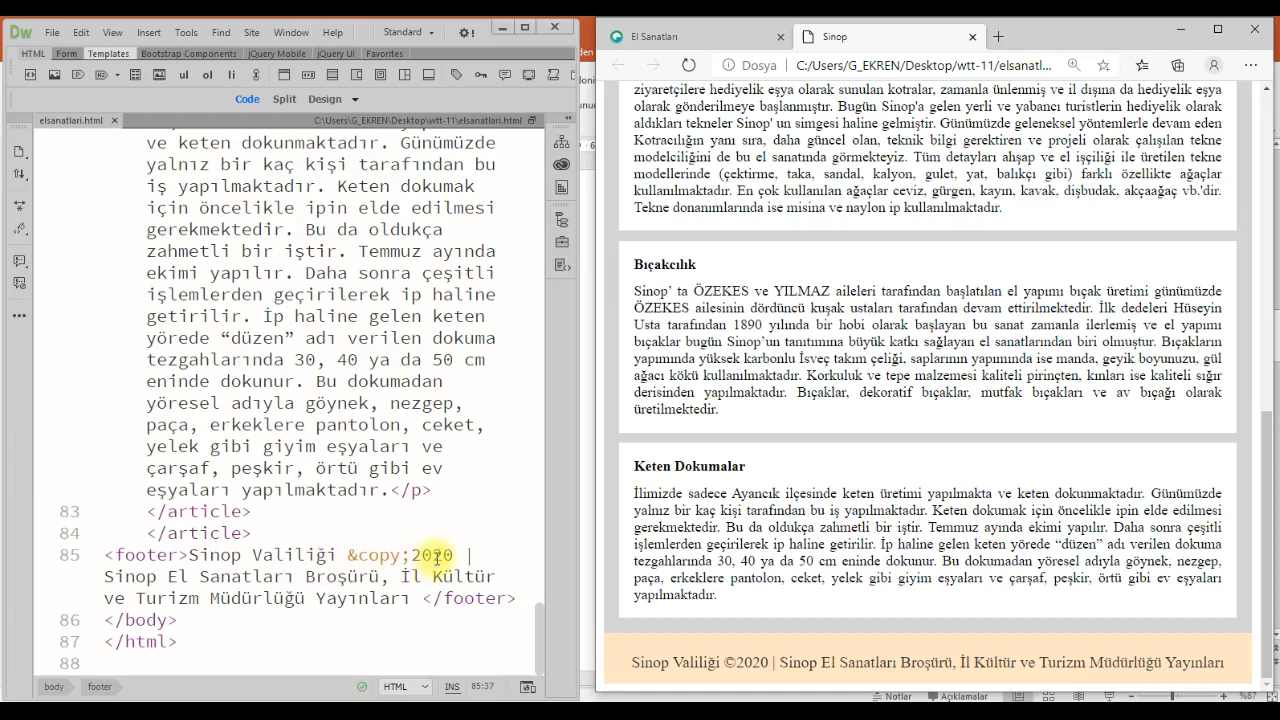 Dw File Edit View Insert Tools Find Site Window Help Standard
HTML Form Templates Bootstrap Components jQuery Mobile jQuery UI Favorites
Code Split Design
elsanatlari.html C:\Users\G_EKREN\Desktop\wtt-11\elsanatlari.html
ve keten dokunmaktadır. Günümüzde
yalnız bir kaç kişi tarafından bu
iş yapılmaktadır. Keten dokumak
için öncelikle ipin elde edilmesi
gerekmektedir. Bu da oldukça
zahmetli bir iştir. Temmuz ayında
ekimi yapılır. Daha sonra çeşitli
işlemlerden geçirilerek ip haline
getirilir. İp haline gelen keten
yörede “düzen” adı verilen dokuma
tezgahlarında 30, 40 ya da 50 cm
eninde dokunur. Bu dokumadan
yöresel adıyla göynek, nezgep,
paça, erkeklere pantolon, ceket,
yelek gibi giyim eşyaları ve
çarşaf, peşkir, örtü gibi ev
eşyaları yapılmaktadır.</p>
83 </article>
84 </article>
85 <footer>Sinop Valiliği &copy;2020 |
Sinop El Sanatları Broşürü, İl Kültür
ve Turizm Müdürlüğü Yayınları </footer>
86 </body>
87 </html>
88
body footer HTML INS 85:37
El Sanatları Sinop
Dosya C:/Users/G_EKREN/Desktop/wtt-11/elsanatl...
ziyaretçilere hediyelik eşya olarak sunulan kotralar, zamanla ünlenmiş ve il dışına da hediyelik eşya
olarak gönderilmeye başlanmıştır. Bugün Sinop'a gelen yerli ve yabancı turistlerin hediyelik olarak
aldıkları tekneler Sinop' un simgesi haline gelmiştir. Günümüzde geleneksel yöntemlerle devam eden
Kotracılığın yanı sıra, daha güncel olan, teknik bilgi gerektiren ve projeli olarak çalışılan tekne
modelciliğini de bu el sanatında görmekteyiz. Tüm detayları ahşap ve el işçiliği ile üretilen tekne
modellerinde (çektirme, taka, sandal, kalyon, gulet, yat, balıkçı gibi) farklı özellikte ağaçlar
kullanılmaktadır. En çok kullanılan ağaçlar ceviz, gürgen, kayın, kavak, dişbudak, akçaağaç vb.'dir.
Tekne donanımlarında ise misina ve naylon ip kullanılmaktadır.
Bıçakcılık
Sinop’ ta ÖZEKES ve YILMAZ aileleri tarafından başlatılan el yapımı bıçak üretimi günümüzde
ÖZEKES ailesinin dördüncü kuşak ustaları tarafından devam ettirilmektedir. İlk dedeleri Hüseyin
Usta tarafından 1890 yılında bir hobi olarak başlayan bu sanat zamanla ilerlemiş ve el yapımı
bıçaklar bugün Sinop’un tanıtımına büyük katkı sağlayan el sanatlarından biri olmuştur. Bıçakların
yapımında yüksek karbonlu İsveç takım çeliği, saplarının yapımında ise manda, geyik boynuzu, gül
ağacı kökü kullanılmaktadır. Korkuluk ve tepe malzemesi kaliteli pirinçten, kınları ise kaliteli sığır
derisinden yapılmaktadır. Bıçaklar, dekoratif bıçaklar, mutfak bıçakları ve av bıçağı olarak
üretilmektedir.
Keten Dokumalar
İlimizde sadece Ayancık ilçesinde keten üretimi yapılmakta ve keten dokunmaktadır. Günümüzde
yalnız bir kaç kişi tarafından bu iş yapılmaktadır. Keten dokumak için öncelikle ipin elde edilmesi
gerekmektedir. Bu da oldukça zahmetli bir iştir. Temmuz ayında ekimi yapılır. Daha sonra çeşitli
işlemlerden geçirilerek ip haline getirilir. İp haline gelen keten yörede “düzen” adı verilen dokuma
tezgahlarında 30, 40 ya da 50 cm eninde dokunur. Bu dokumadan yöresel adıyla göynek, nezgep,
paça, erkeklere pantolon, ceket, yelek gibi giyim eşyaları ve çarşaf, peşkir, örtü gibi ev eşyaları
yapılmaktadır.
Sinop Valiliği ©2020 | Sinop El Sanatları Broşürü, İl Kültür ve Turizm Müdürlüğü Yayınları
Notlar Açıklamalar %87